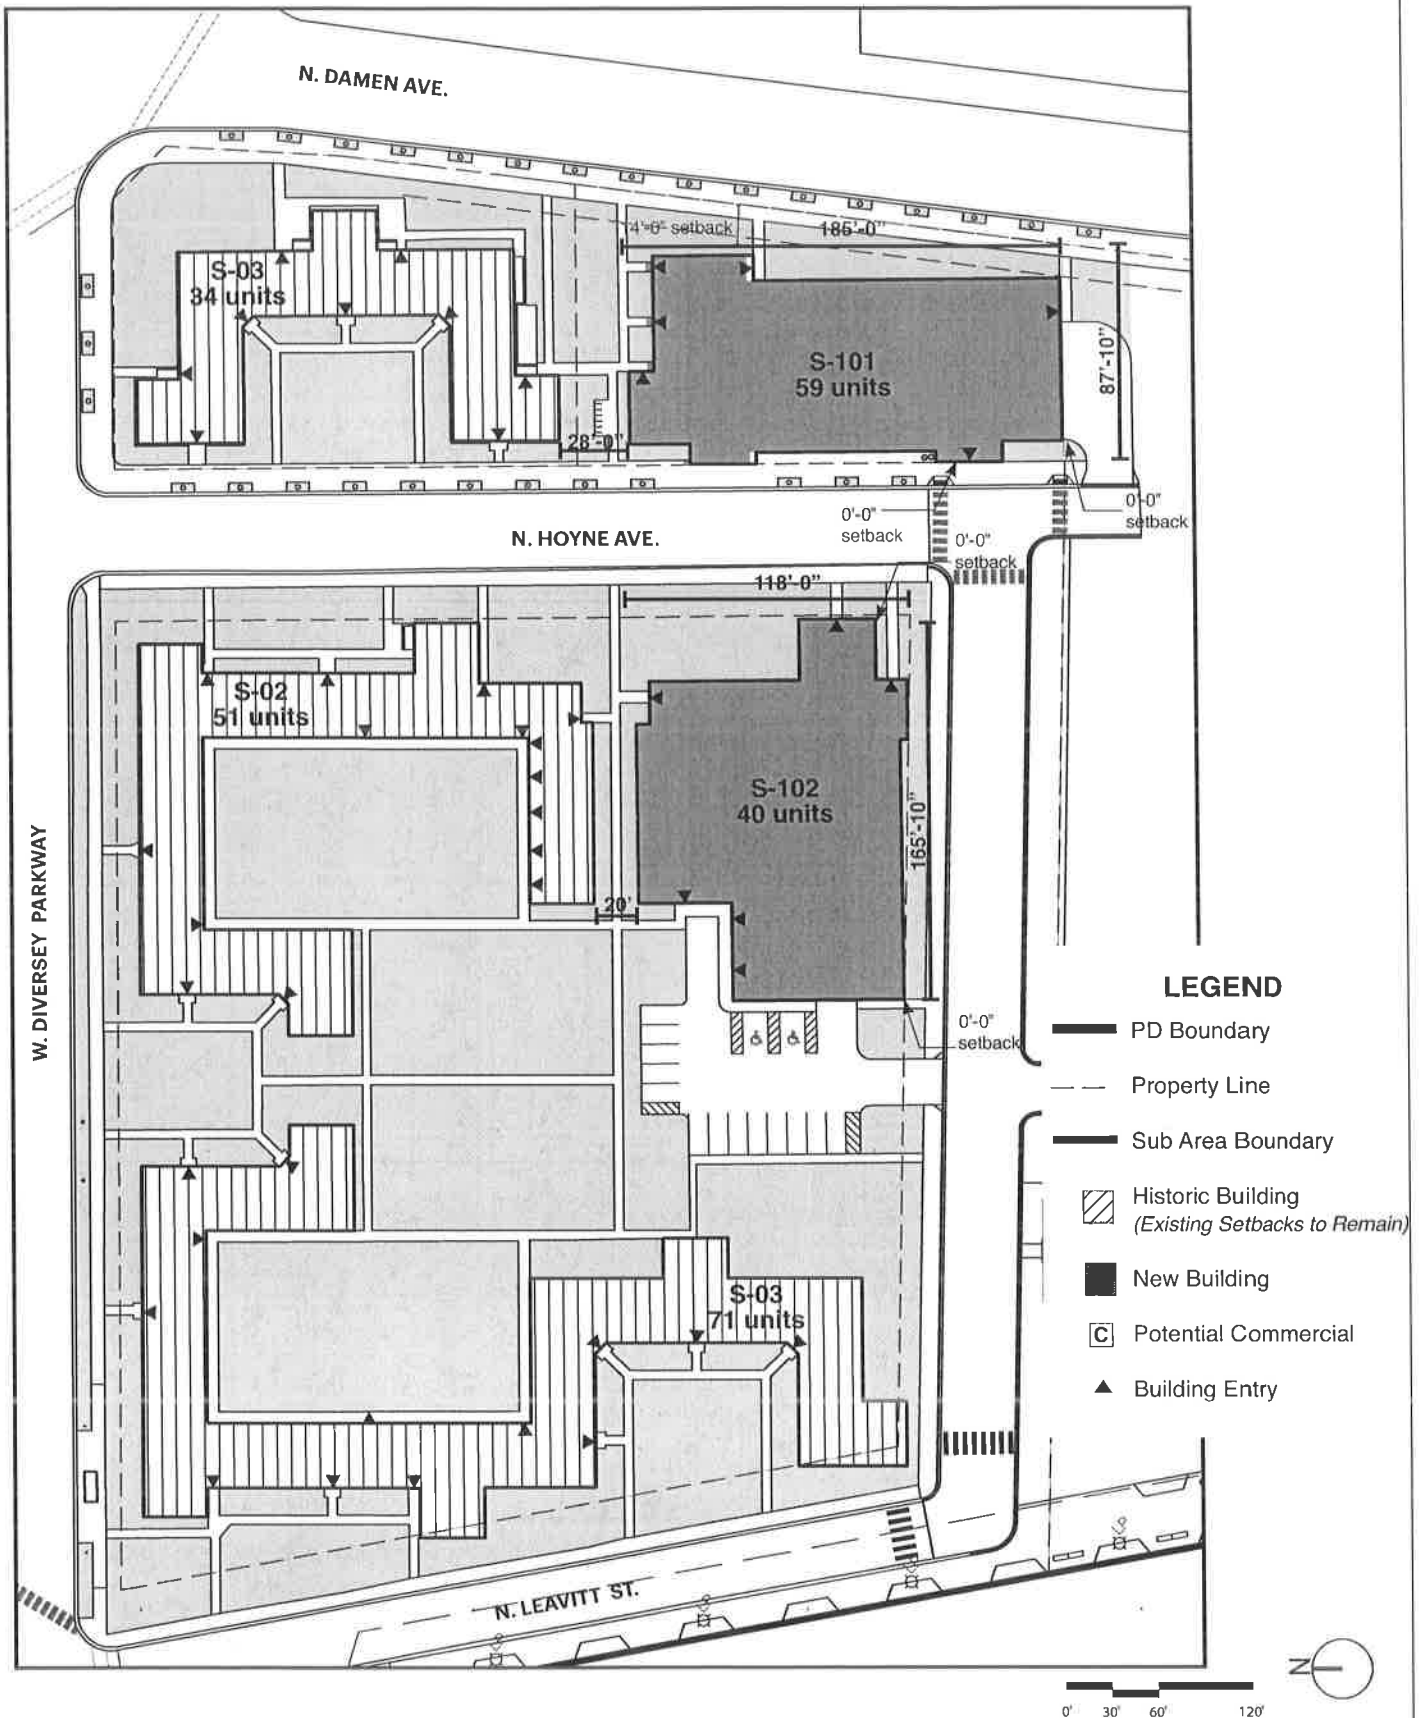 N. DAMEN AVE.
4'-0" setback
185'-0"
S-03
34 units
S-101
59 units
87'-10"
28'-0"
0'-0"
setback
0'-0"
setback
N. HOYNE AVE.
0'-0"
setback
118'-0"
S-02
51 units
S-102
40 units
165'-10"
W. DIVERSEY PARKWAY
20'
LEGEND
0'-0"
setback
PD Boundary
Property Line
Sub Area Boundary
Historic Building
(Existing Setbacks to Remain)
New Building
C Potential Commercial
Building Entry
S-03
71 units
N. LEAVITT ST.
N
0' 30' 60' 120'